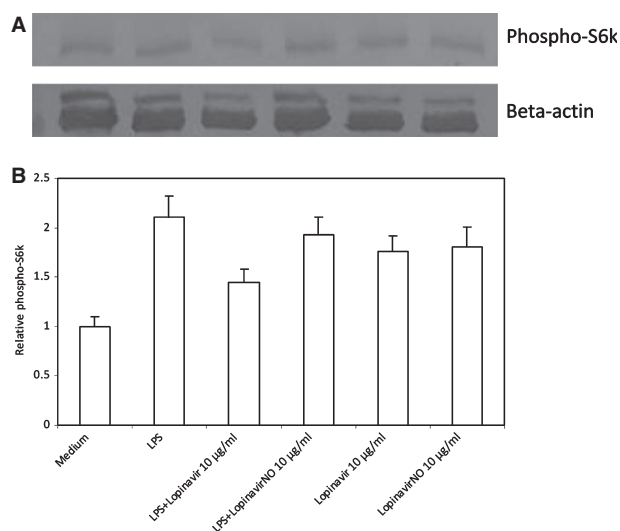 A
Phospho-S6k
Beta-actin
B
Relative phospho-S6k
2.5
2
1.5
1
0.5
0
Medium
LPS
LPS+Lopinavir 10 µg/ml
LPS+LopinavirNO 10 µg/ml
Lopinavir 10 µg/ml
LopinavirNO 10 µg/ml